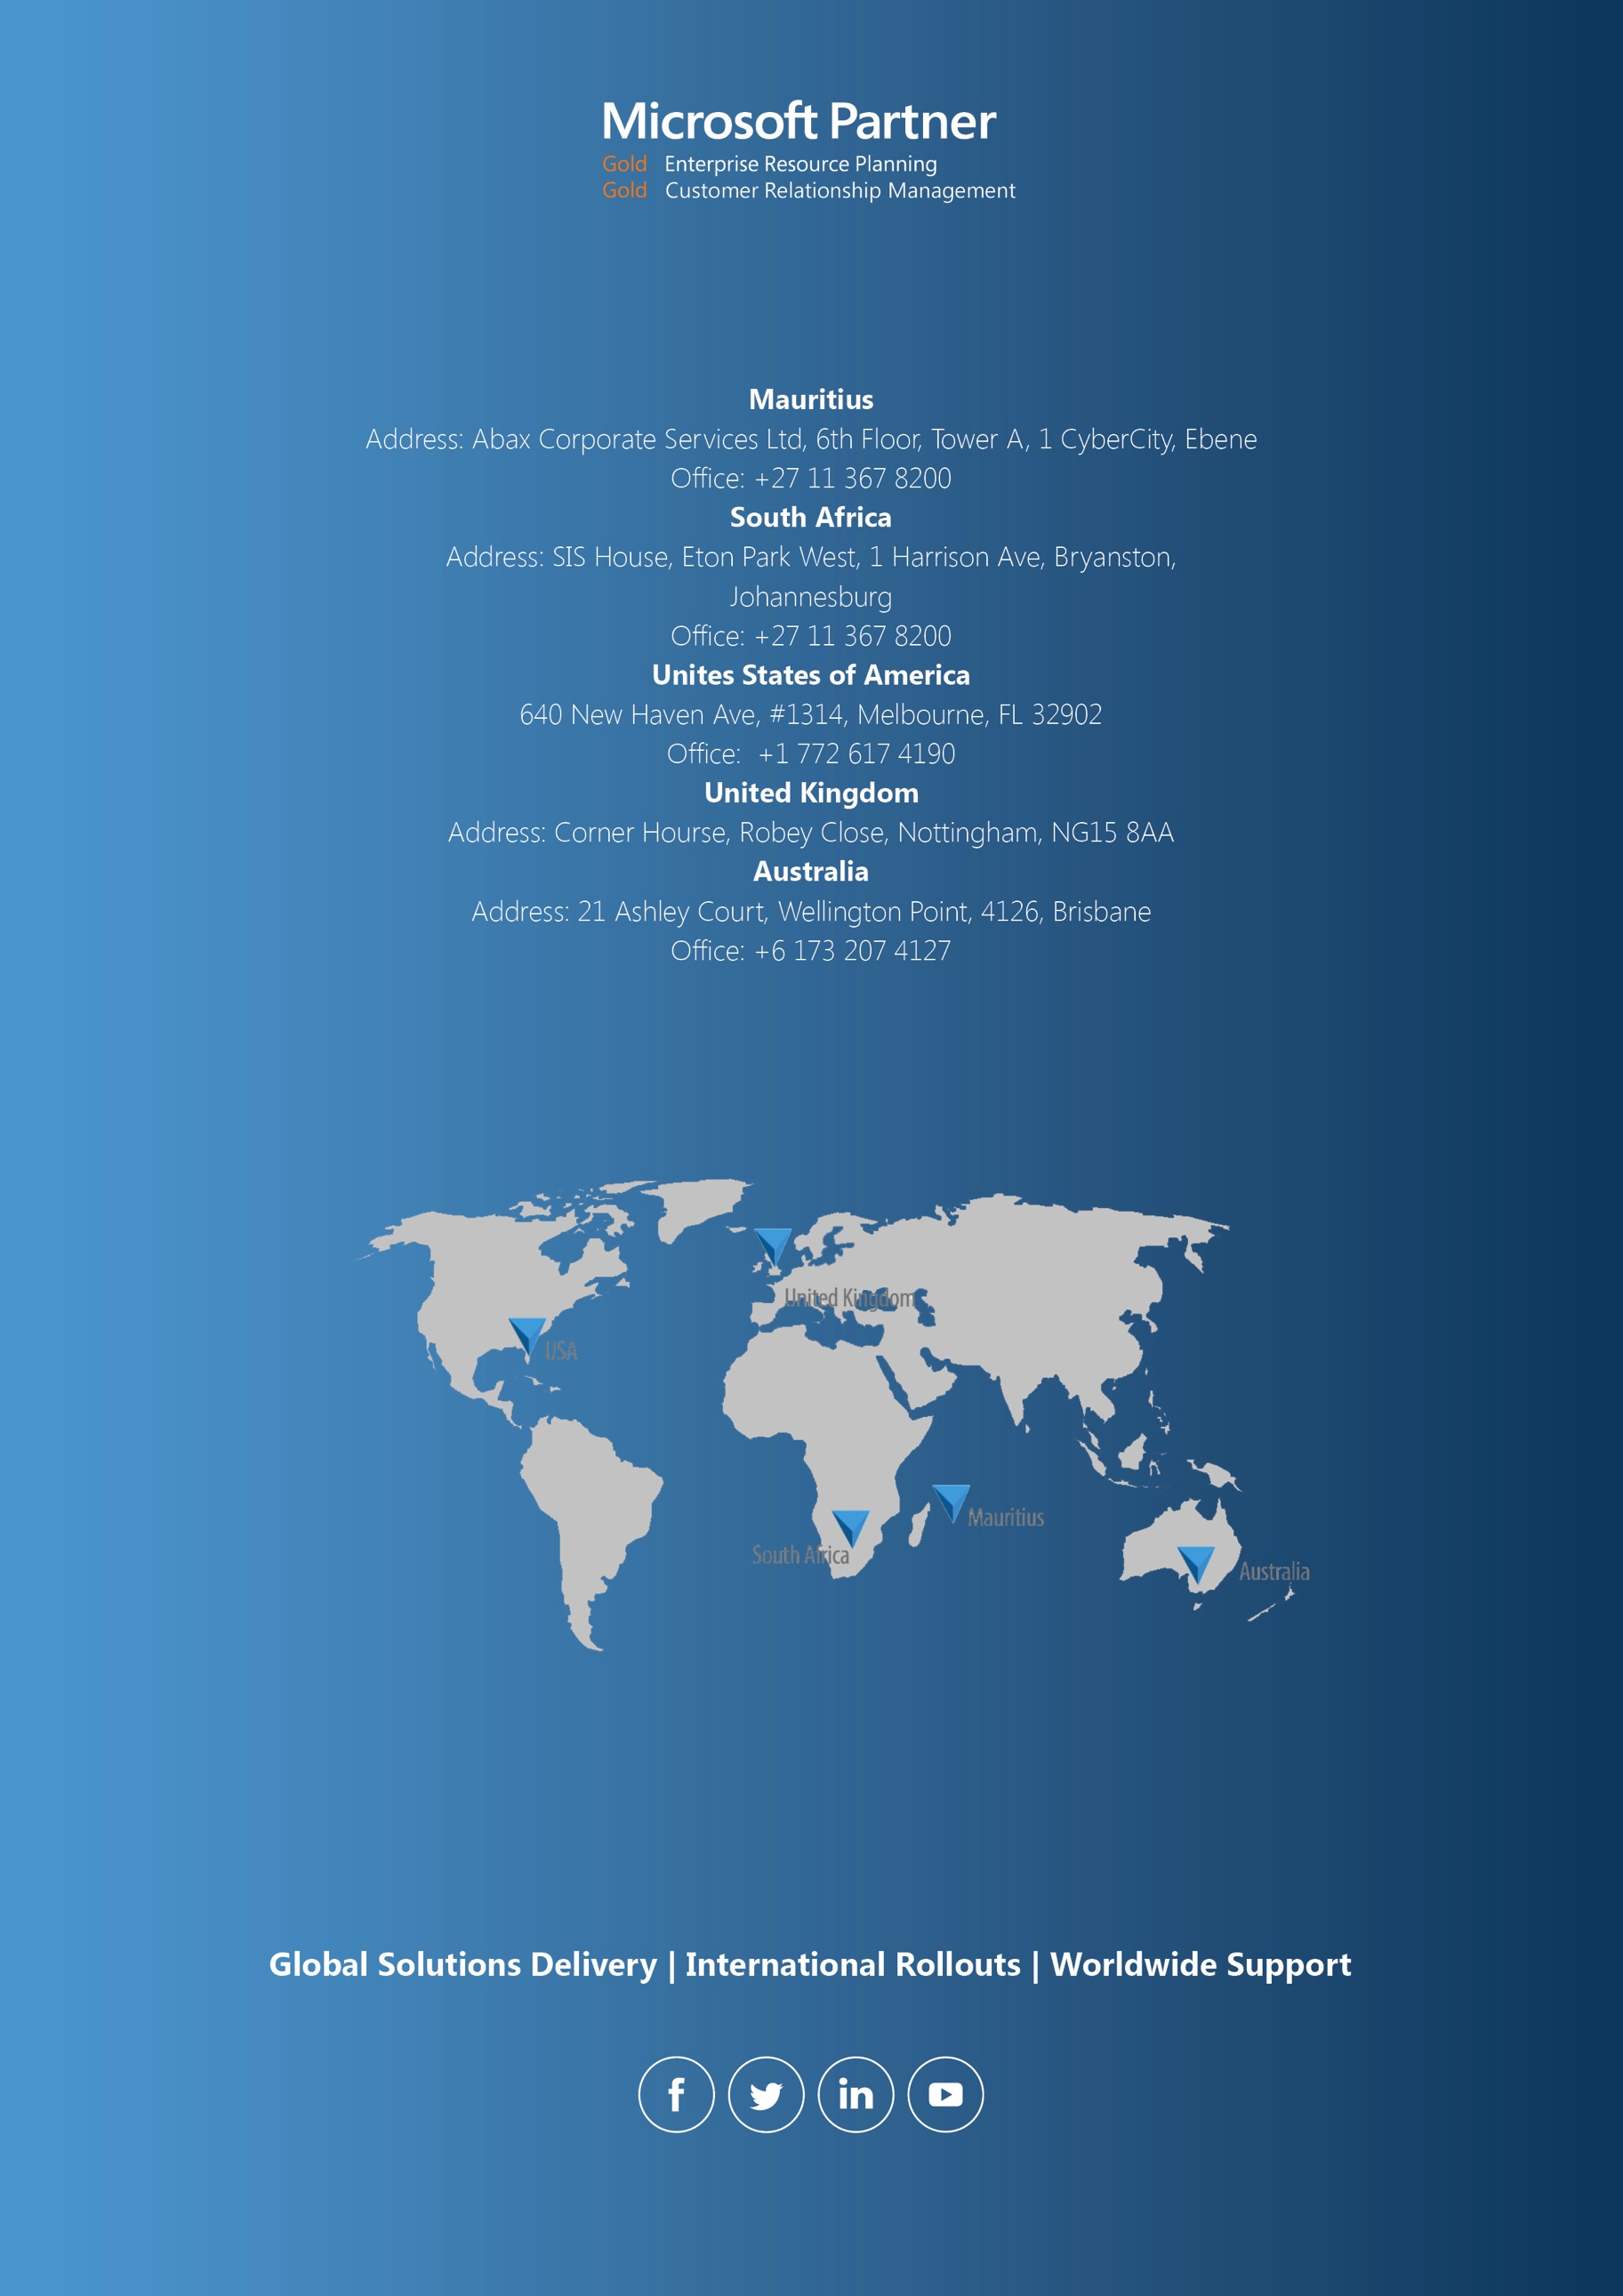 Microsoft Partner
Gold Enterprise Resource Planning
Gold Customer Relationship Management
Mauritius
Address: Abax Corporate Services Ltd, 6th Floor, Tower A, 1 CyberCity, Ebene
Office: +27 11 367 8200
South Africa
Address: SIS House, Eton Park West, 1 Harrison Ave, Bryanston,
Johannesburg
Office: +27 11 367 8200
Unites States of America
640 New Haven Ave, #1314, Melbourne, FL 32902
Office:  +1 772 617 4190
United Kingdom
Address: Corner Hourse, Robey Close, Nottingham, NG15 8AA
Australia
Address: 21 Ashley Court, Wellington Point, 4126, Brisbane
Office: +6 173 207 4127
United Kingdom
USA
Mauritius
South Africa
Australia
Global Solutions Delivery | International Rollouts | Worldwide Support
f in